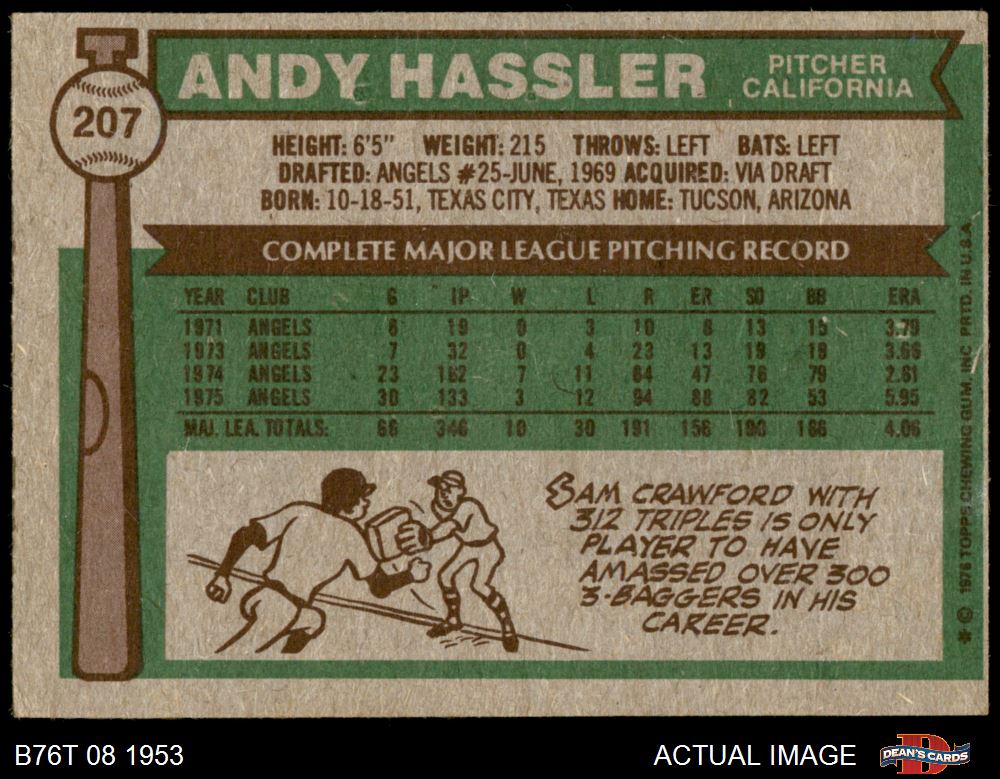 207
ANDY HASSLER
PITCHER
CALIFORNIA
HEIGHT: 6'5" WEIGHT: 215 THROWS: LEFT BATS: LEFT
DRAFTED: ANGELS #25-JUNE, 1969 ACQUIRED: VIA DRAFT
BORN: 10-18-51, TEXAS CITY, TEXAS HOME: TUCSON, ARIZONA
COMPLETE MAJOR LEAGUE PITCHING RECORD
YEAR CLUB G IP W L R ER SO BB ERA
1971 ANGELS 6 19 0 3 10 8 13 15 3.79
1973 ANGELS 7 32 0 4 23 13 19 19 3.66
1974 ANGELS 23 162 7 11 64 47 76 79 2.61
1975 ANGELS 30 133 3 12 94 88 82 53 5.95
MAJ. LEA. TOTALS: 66 346 10 30 191 156 190 166 4.06
SAM CRAWFORD WITH
312 TRIPLES IS ONLY
PLAYER TO HAVE
AMASSED OVER 300
3-BAGGERS IN HIS
CAREER.
* © 1976 TOPPS CHEWING GUM, INC. PRTD. IN U.S.A.
B76T 08 1953
ACTUAL IMAGE
DEAN'S CARDS